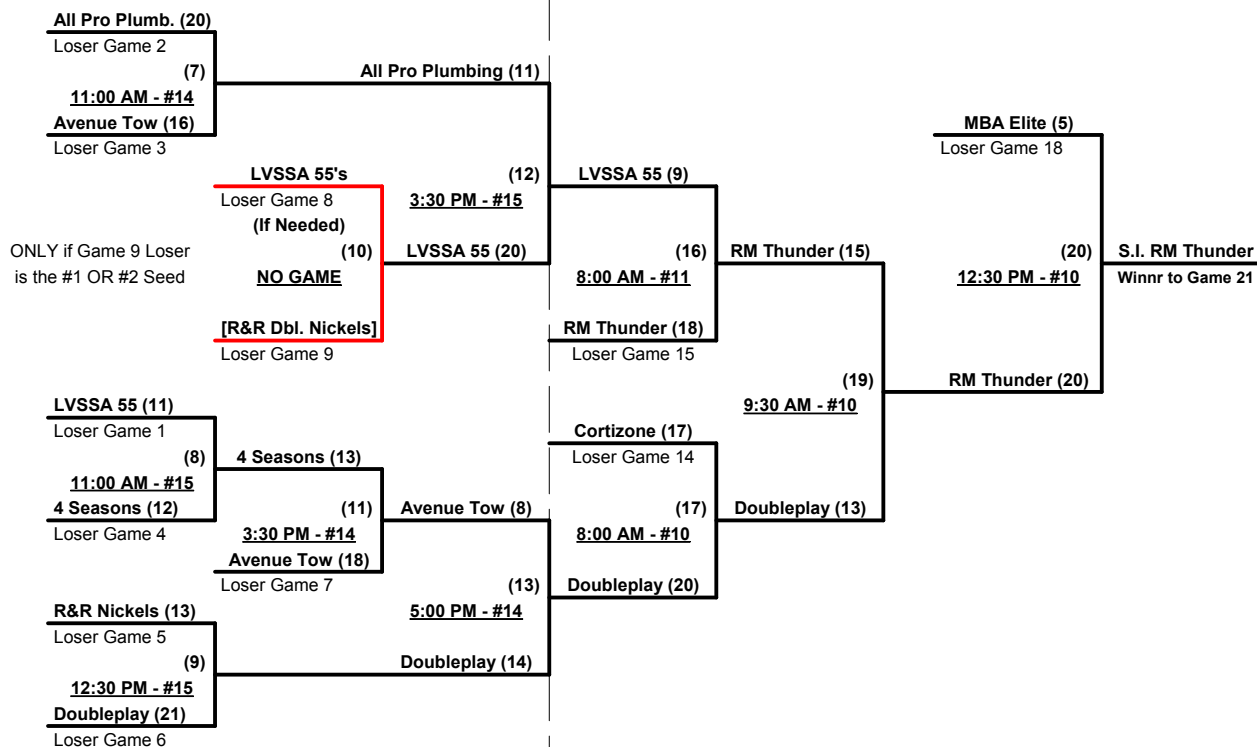 All Pro Plumb. (20)
Loser Game 2
(7)
11:00 AM - #14
Avenue Tow (16)
Loser Game 3
All Pro Plumbing (11)
LVSSA 55's
Loser Game 8
(If Needed)
(10)
NO GAME
[R&R Dbl. Nickels]
Loser Game 9
ONLY if Game 9 Loser
is the #1 OR #2 Seed
(12)
3:30 PM - #15
LVSSA 55 (20)
LVSSA 55 (9)
(16)
8:00 AM - #11
RM Thunder (18)
Loser Game 15
RM Thunder (15)
MBA Elite (5)
Loser Game 18
(20)
12:30 PM - #10
S.I. RM Thunder
Winnr to Game 21
(19)
9:30 AM - #10
RM Thunder (20)
LVSSA 55 (11)
Loser Game 1
(8)
11:00 AM - #15
4 Seasons (12)
Loser Game 4
4 Seasons (13)
(11)
3:30 PM - #14
Avenue Tow (18)
Loser Game 7
Avenue Tow (8)
Cortizone (17)
Loser Game 14
(17)
8:00 AM - #10
Doubleplay (13)
(13)
5:00 PM - #14
Doubleplay (20)
R&R Nickels (13)
Loser Game 5
(9)
12:30 PM - #15
Doubleplay (21)
Loser Game 6
Doubleplay (14)